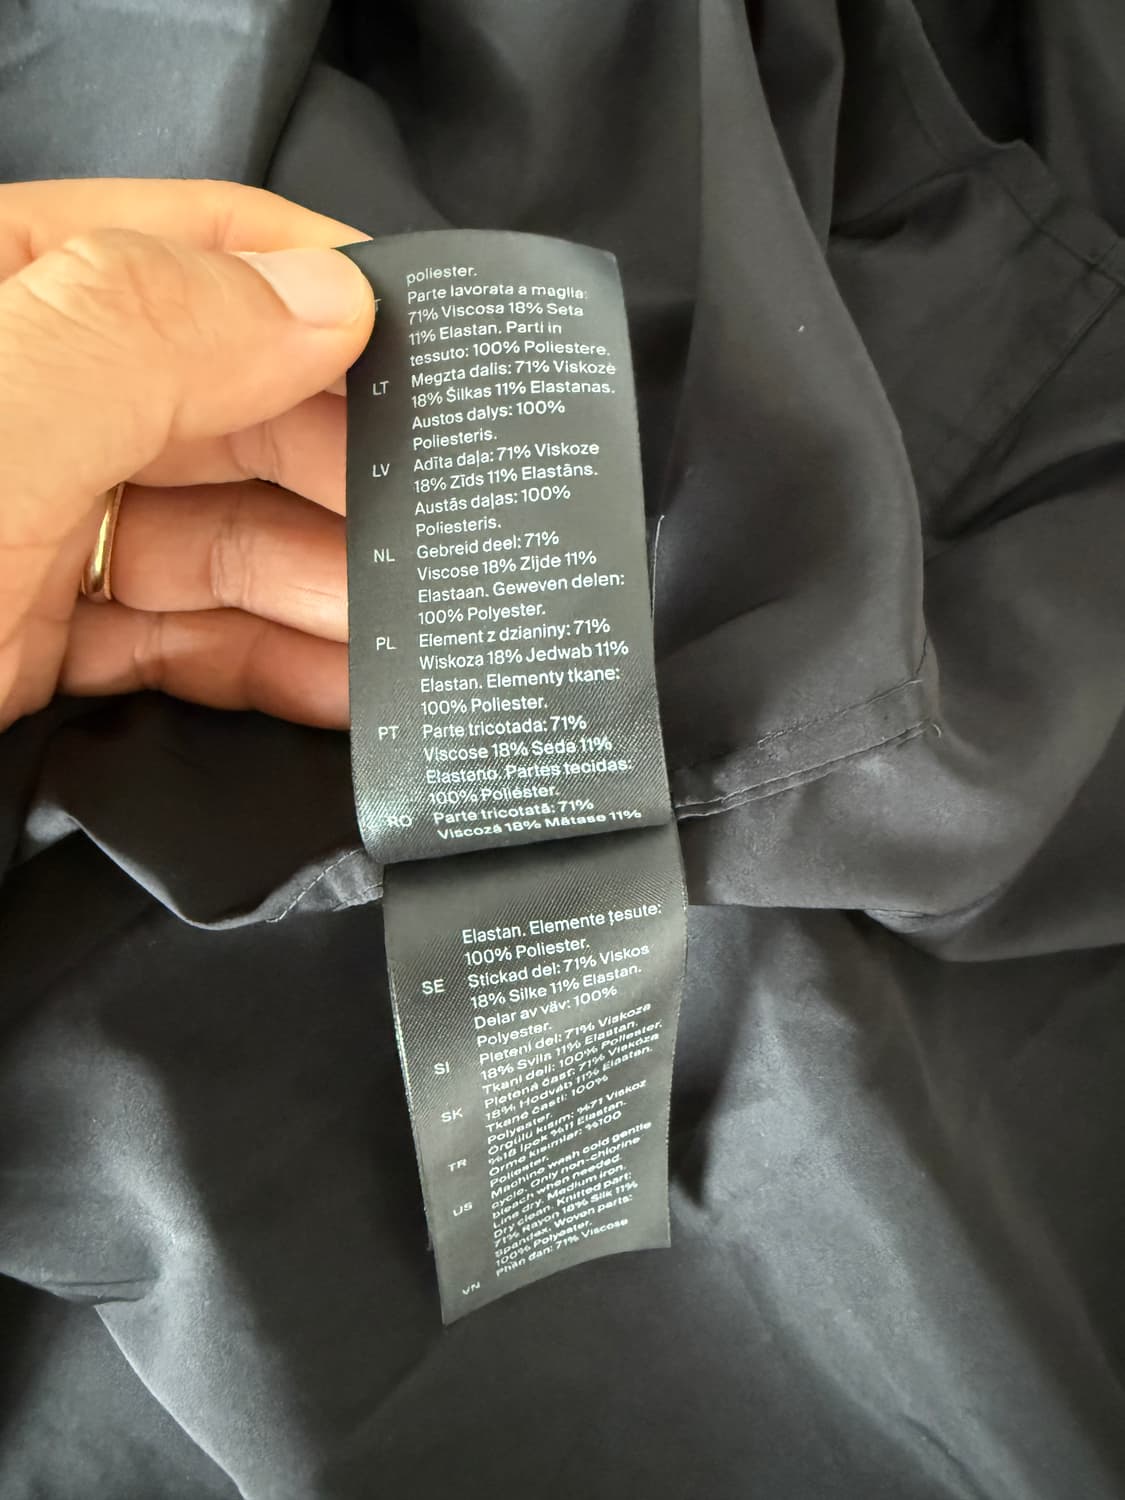 poliester.
T Parte lavorata a maglia:
71% Viscosa 18% Seta
11% Elastan. Parti in
tessuto: 100% Poliestere.
LT Megzta dalis: 71% Viskozė
18% Šilkas 11% Elastanas.
Austos dalys: 100%
Poliesteris.
LV Adīta daļa: 71% Viskoze
18% Zīds 11% Elastāns.
Austās daļas: 100%
Poliesteris.
NL Gebreid deel: 71%
Viscose 18% Zijde 11%
Elastaan. Geweven delen:
100% Polyester.
PL Element z dzianiny: 71%
Wiskoza 18% Jedwab 11%
Elastan. Elementy tkane:
100% Poliester.
PT Parte tricotada: 71%
Viscose 18% Seda 11%
Elastano. Partes tecidas:
100% Poliéster.
RO Parte tricotată: 71%
Viscoză 18% Mătase 11%
Elastan. Elemente țesute:
100% Poliester.
SE Stickad del: 71% Viskos
18% Silke 11% Elastan.
Delar av väv: 100%
Polyester.
SI Pleteni del: 71% Viskoza
18% Svila 11% Elastan.
Tkani deli: 100% Poliester.
SK Pletená časť: 71% Viskóza
18% Hodváb 11% Elastan.
Tkané časti: 100%
Polyester.
TR Örgülü kısım: %71 Viskoz
%18 İpek %11 Elastan.
Örme kısımlar: %100
Poliester.
US Machine wash cold gentle
cycle. Only non-chlorine
bleach when needed.
Line dry. Medium iron.
Dry clean. Knitted part:
71% Rayon 18% Silk 11%
Spandex. Woven parts:
100% Polyester.
VN Phần đan: 71% Viscose